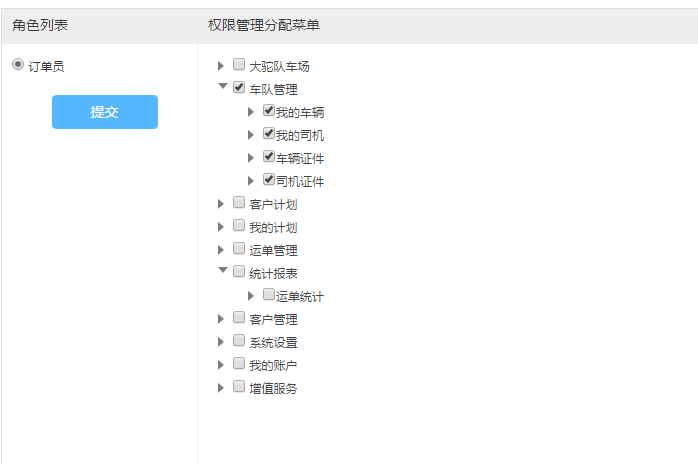 角色列表
权限管理分配菜单
订单员
提交
大驼队车场
车队管理
我的车辆
我的司机
车辆证件
司机证件
客户计划
我的计划
运单管理
统计报表
运单统计
客户管理
系统设置
我的账户
增值服务